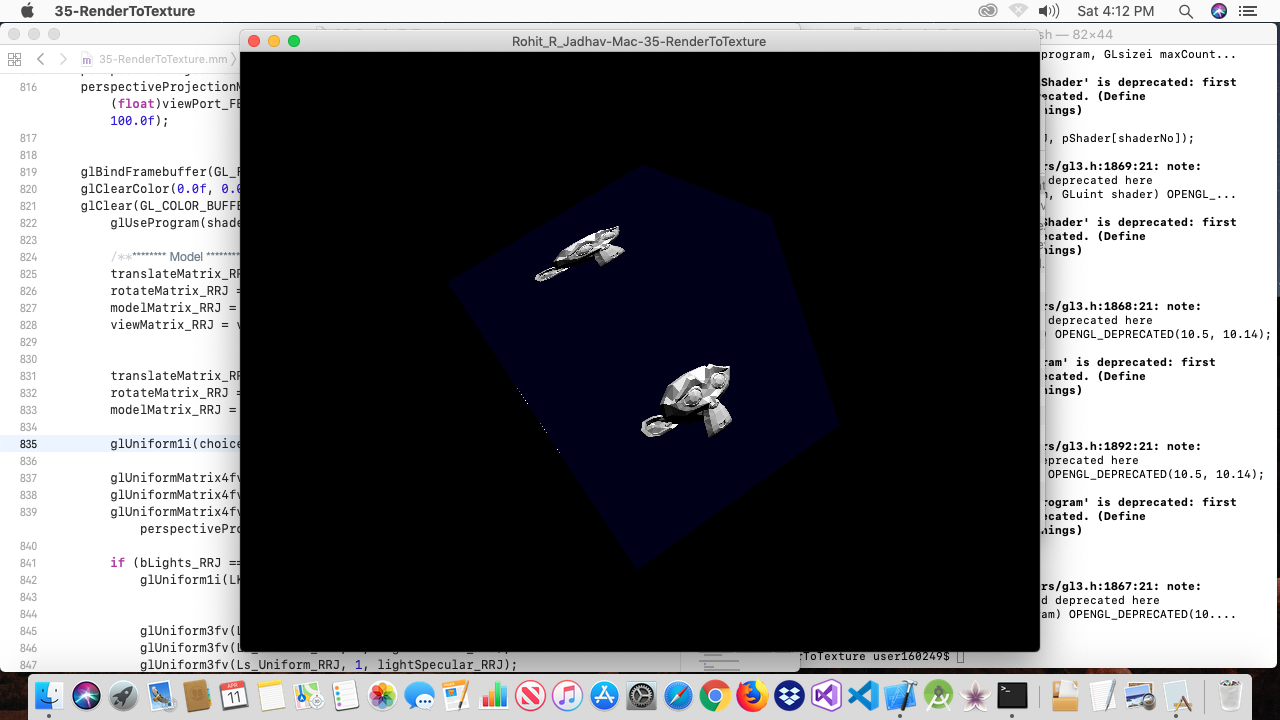 35-RenderToTexture
Sat 4:12 PM
sh — 82×44
Rohit_R_Jadhav-Mac-35-RenderToTexture
35-RenderToTexture.mm
816 perspectiveProjectionM
(float)viewPort_FB
100.0f);
817
818
819 glBindFramebuffer(GL_F
820 glClearColor(0.0f, 0.0
821 glClear(GL_COLOR_BUFFE
822 glUseProgram(shade
823
824 /********* Model ********
825 translateMatrix_RR
826 rotateMatrix_RRJ =
827 modelMatrix_RRJ =
828 viewMatrix_RRJ = v
829
830
831 translateMatrix_RR
832 rotateMatrix_RRJ =
833 modelMatrix_RRJ =
834
835 glUniform1i(choice
836
837 glUniformMatrix4fv
838 glUniformMatrix4fv
839 glUniformMatrix4fv
perspectivePro
840
841 if (bLights_RRJ ==
842 glUniform1i(LK
843
844
845 glUniform3fv(L
846 glUniform3fv(L
847 glUniform3fv(Ls_Uniform_RRJ, 1, lightSpecular_RRJ);
program, GLsizei maxCount...
Shader' is deprecated: first
ecated. (Define
nings)
J, pShader[shaderNo]);
rs/gl3.h:1869:21: note:
deprecated here
m, GLuint shader) OPENGL_...
Shader' is deprecated: first
ecated. (Define
nings)
rs/gl3.h:1868:21: note:
deprecated here
) OPENGL_DEPRECATED(10.5, 10.14);
ram' is deprecated: first
ecated. (Define
nings)
rs/gl3.h:1892:21: note:
eprecated here
OPENGL_DEPRECATED(10.5, 10.14);
rogram' is deprecated: first
ecated. (Define
nings)
rs/gl3.h:1867:21: note:
d deprecated here
am) OPENGL_DEPRECATED(10....
:ToTexture user160249$
APR
11